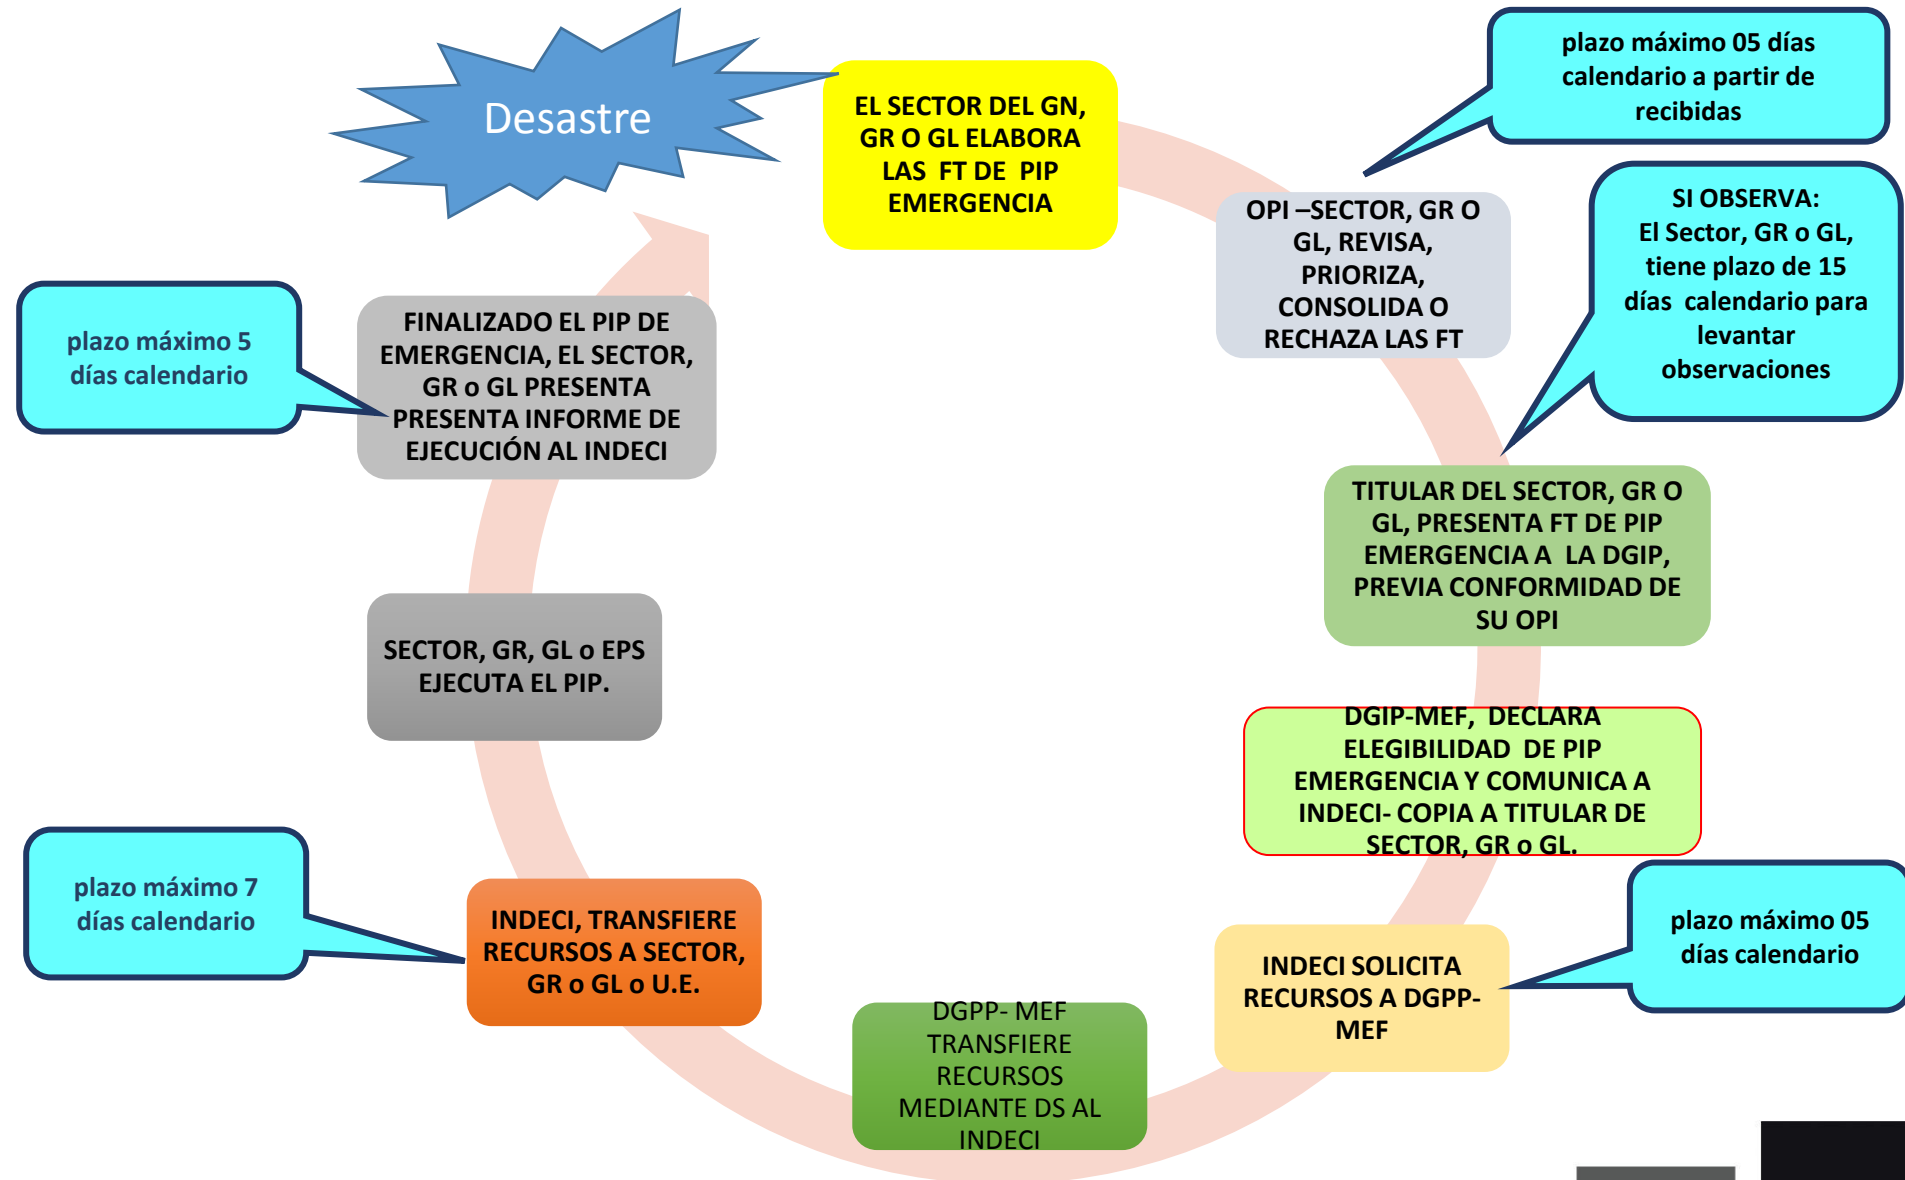 Desastre
EL SECTOR DEL GN,
GR O GL ELABORA
LAS FT DE PIP
EMERGENCIA
plazo máximo 05 días
calendario a partir de
recibidas
OPI –SECTOR, GR O
GL, REVISA,
PRIORIZA,
CONSOLIDA O
RECHAZA LAS FT
SI OBSERVA:
El Sector, GR o GL,
tiene plazo de 15
días calendario para
levantar
observaciones
TITULAR DEL SECTOR, GR O
GL, PRESENTA FT DE PIP
EMERGENCIA A LA DGIP,
PREVIA CONFORMIDAD DE
SU OPI
DGIP-MEF, DECLARA
ELEGIBILIDAD DE PIP
EMERGENCIA Y COMUNICA A
INDECI- COPIA A TITULAR DE
SECTOR, GR o GL.
plazo máximo 05
días calendario
INDECI SOLICITA
RECURSOS A DGPP-
MEF
DGPP- MEF
TRANSFIERE
RECURSOS
MEDIANTE DS AL
INDECI
INDECI, TRANSFIERE
RECURSOS A SECTOR,
GR o GL o U.E.
plazo máximo 7
días calendario
SECTOR, GR, GL o EPS
EJECUTA EL PIP.
FINALIZADO EL PIP DE
EMERGENCIA, EL SECTOR,
GR o GL PRESENTA
PRESENTA INFORME DE
EJECUCIÓN AL INDECI
plazo máximo 5
días calendario